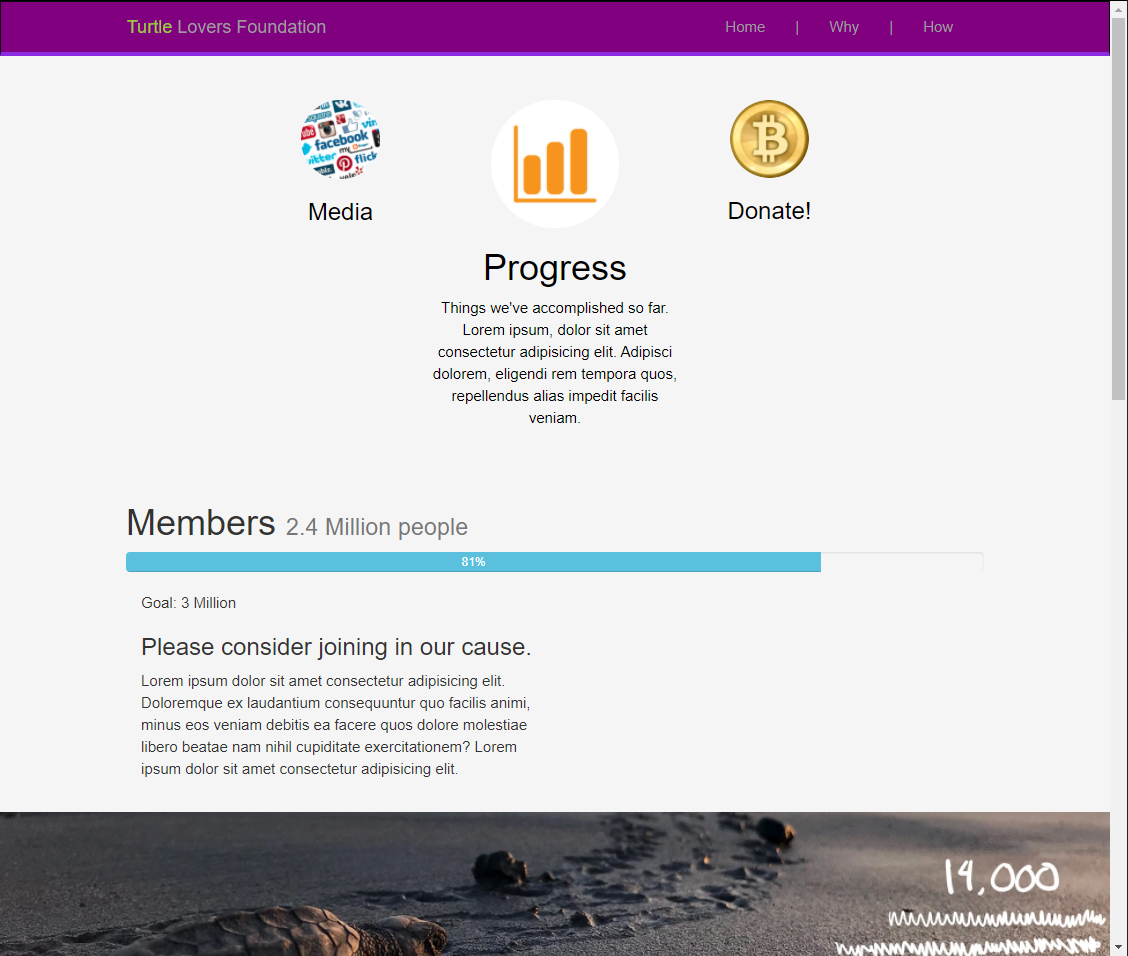 Turtle Lovers Foundation
Home | Why | How
facebook
flick
Media
Donate!
Progress
Things we've accomplished so far.
Lorem ipsum, dolor sit amet
consectetur adipisicing elit. Adipisci
dolorem, eligendi rem tempora quos,
repellendus alias impedit facilis
veniam.
Members 2.4 Million people
81%
Goal: 3 Million
Please consider joining in our cause.
Lorem ipsum dolor sit amet consectetur adipisicing elit.
Doloremque ex laudantium consequuntur quo facilis animi,
minus eos veniam debitis ea facere quos dolore molestiae
libero beatae nam nihil cupiditate exercitationem? Lorem
ipsum dolor sit amet consectetur adipisicing elit.
14,000